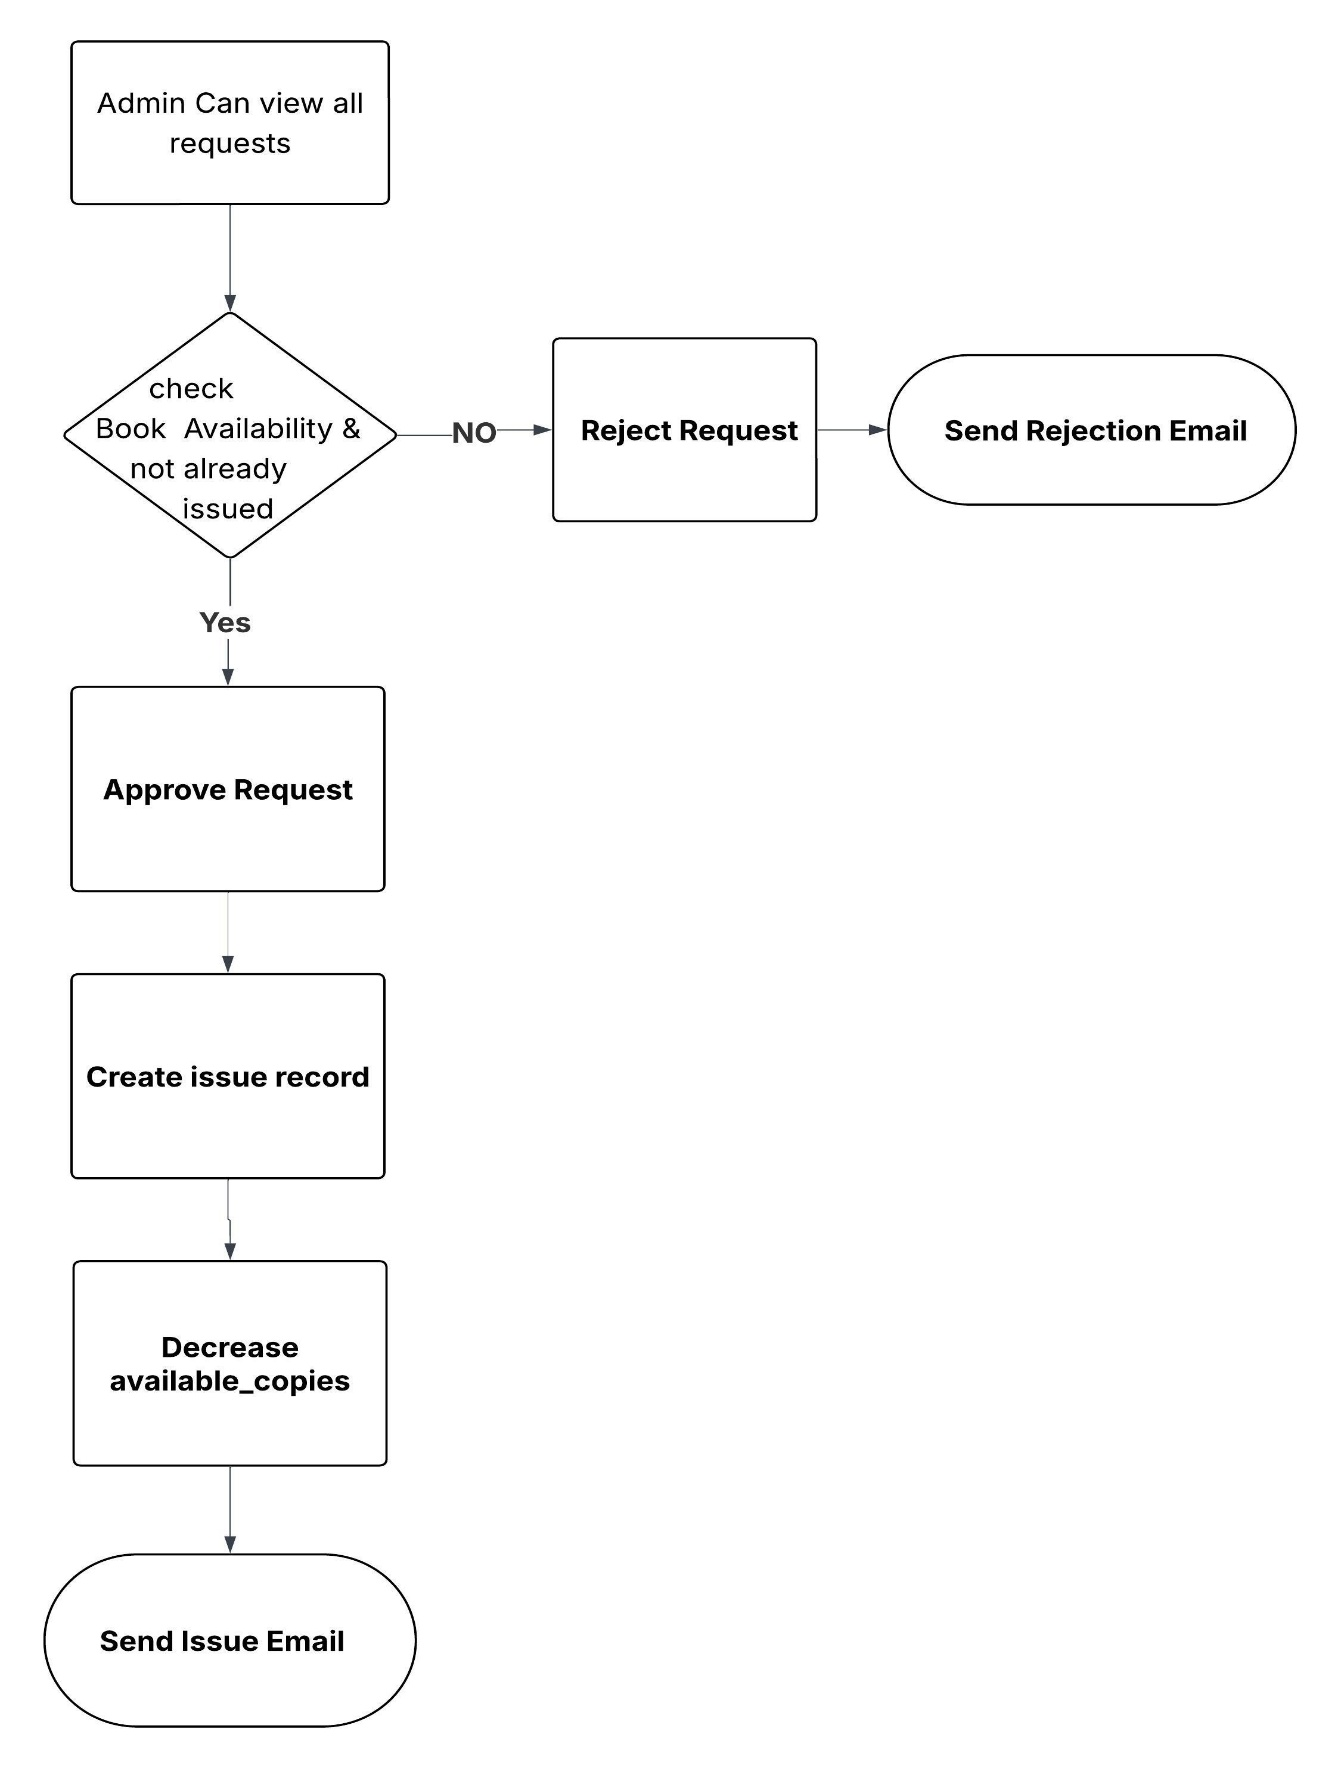 Admin Can view all
requests
check
Book  Availability &
not already
issued
NO
Reject Request
Send Rejection Email
Yes
Approve Request
Create issue record
Decrease
available_copies
Send Issue Email